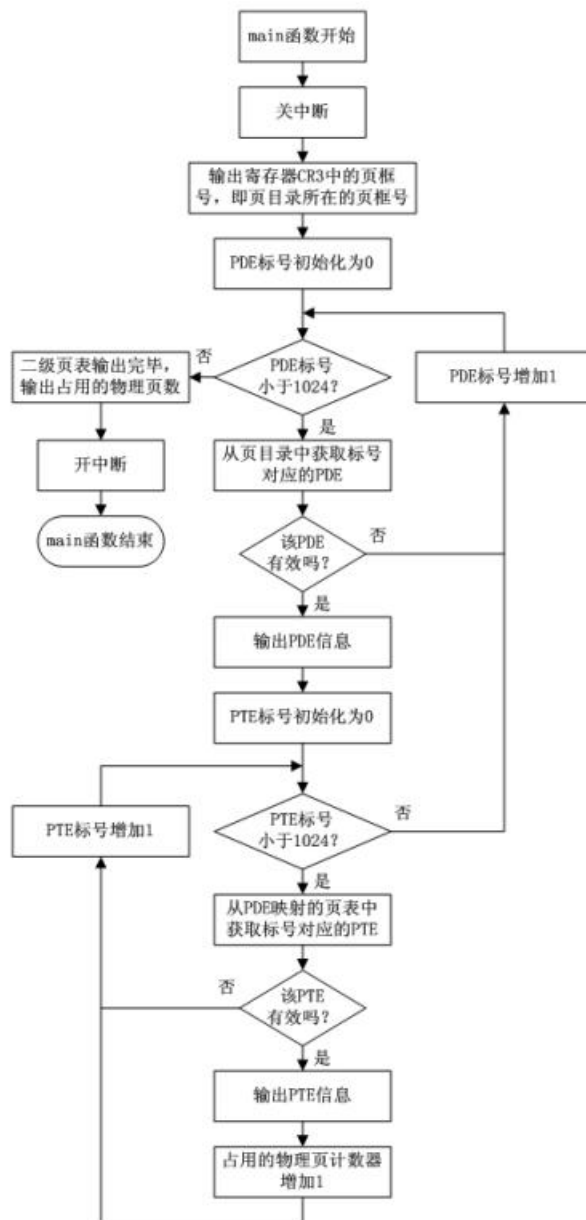 main函数开始
关中断
输出寄存器CR3中的页框
号，即页目录所在的页框号
PDE标号初始化为0
PDE标号
小于1024？
否
二级页表输出完毕，
输出占用的物理页数
PDE标号增加1
是
开中断
从页目录中获取标号
对应的PDE
main函数结束
该PDE
有效吗？
否
是
输出PDE信息
PTE标号初始化为0
PTE标号增加1
PTE标号
小于1024？
否
是
从PDE映射的页表中
获取标号对应的PTE
否
该PTE
有效吗？
是
输出PTE信息
占用的物理页计数器
增加1